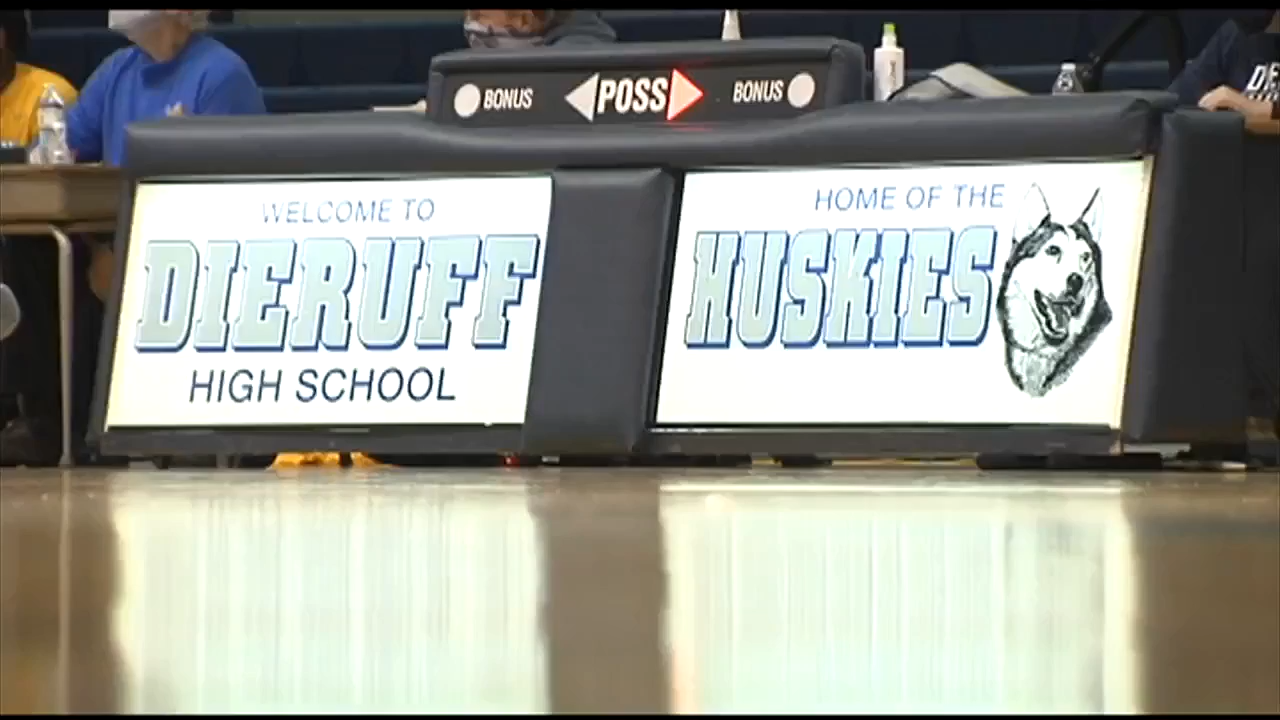 BONUS POSS BONUS
WELCOME TO
DIERUFF
HIGH SCHOOL
HOME OF THE
HUSKIES